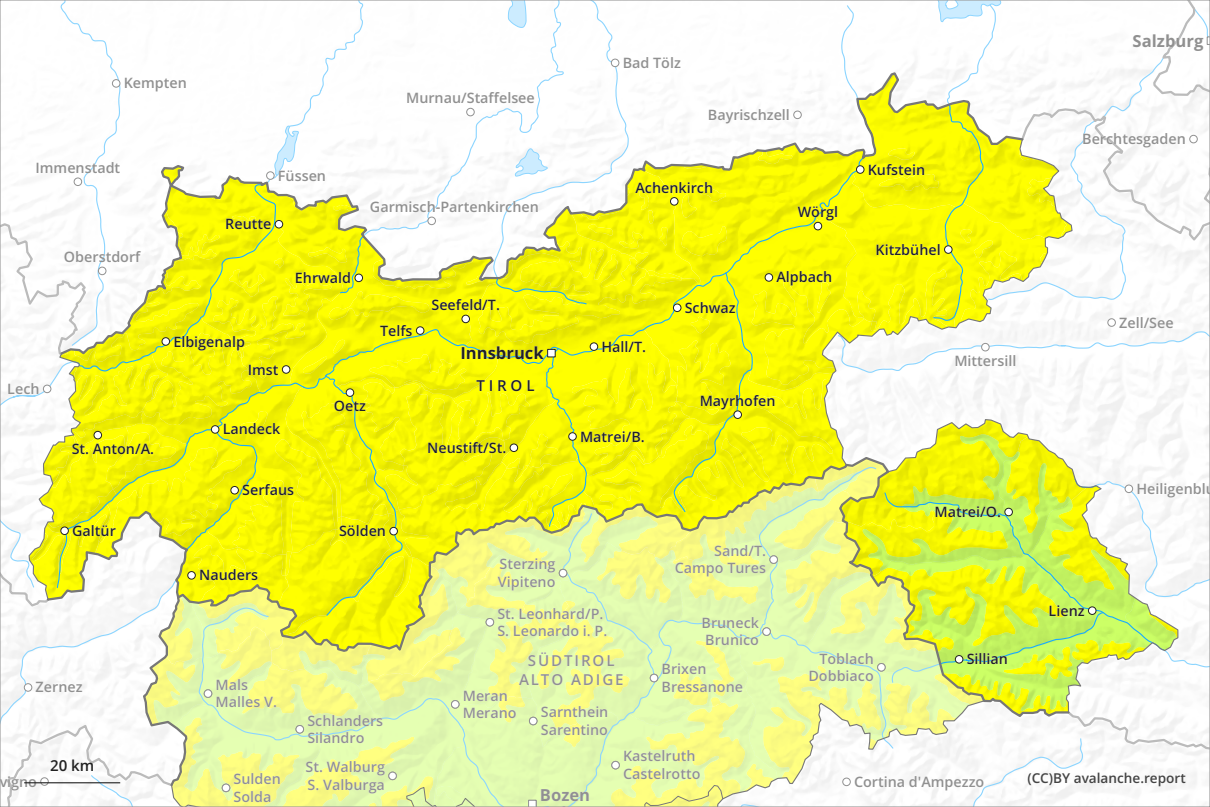 Salzburg
Kempten
Bad Tölz
Murnau/Staffelsee
Bayrischzell
Berchtesgaden
Immenstadt
Füssen
Kufstein
Achenkirch
Garmisch-Partenkirchen
Wörgl
Reutte
Kitzbühel
Oberstdorf
Ehrwald
Alpbach
Seefeld/T.
Schwaz
Zell/See
Telfs
Elbigenalp
Innsbruck
Hall/T.
Mittersill
Imst
TIROL
Lech
Oetz
Mayrhofen
Landeck
St. Anton/A.
Neustift/St.
Matrei/B.
Serfaus
Heiligenblu
Matrei/O.
Galtür
Sölden
Sand/T.
Campo Tures
Sterzing
Vipiteno
Nauders
St. Leonhard/P.
S. Leonardo i. P.
Lienz
Bruneck
Brunico
SÜDTIROL
ALTO ADIGE
Sillian
Toblach
Dobbiaco
Brixen
Bressanone
Zernez
Mals
Malles V.
Meran
Merano
Sarnthein
Sarentino
Schlanders
Silandro
Kastelruth
Castelrotto
20 km
St. Walburg
S. Valburga
vigno
Sulden
Solda
Cortina d'Ampezzo
(CC)BY avalanche.report
Bozen